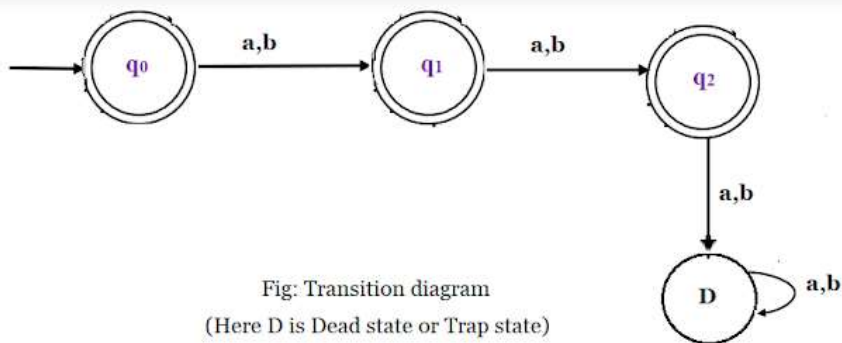 a,b
a,b
q0
q1
q2
a,b
a,b
D
Fig: Transition diagram
(Here D is Dead state or Trap state)